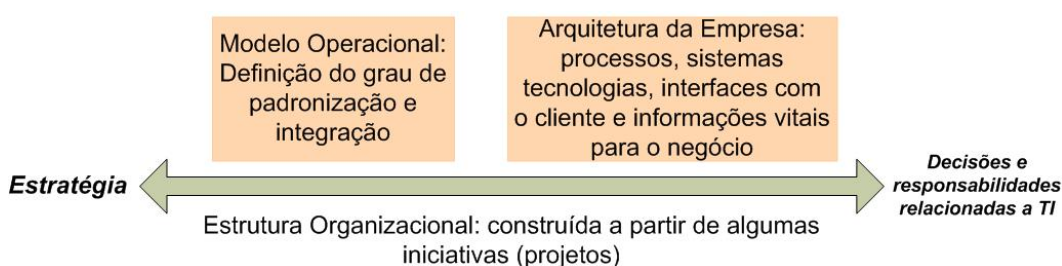 Modelo Operacional:
Definição do grau de
padronização e
integração
Arquitetura da Empresa:
processos, sistemas
tecnologias, interfaces com
o cliente e informações vitais
para o negócio
Estratégia
Decisões e
responsabilidades
relacionadas a TI
Estrutura Organizacional: construída a partir de algumas
iniciativas (projetos)